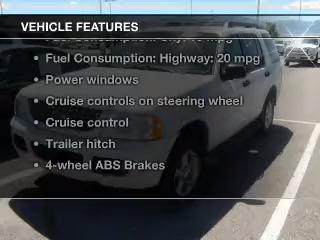 VEHICLE FEATURES
Fuel Consumption: Highway: 20 mpg
Power windows
Cruise controls on steering wheel
Cruise control
Trailer hitch
4-wheel ABS Brakes